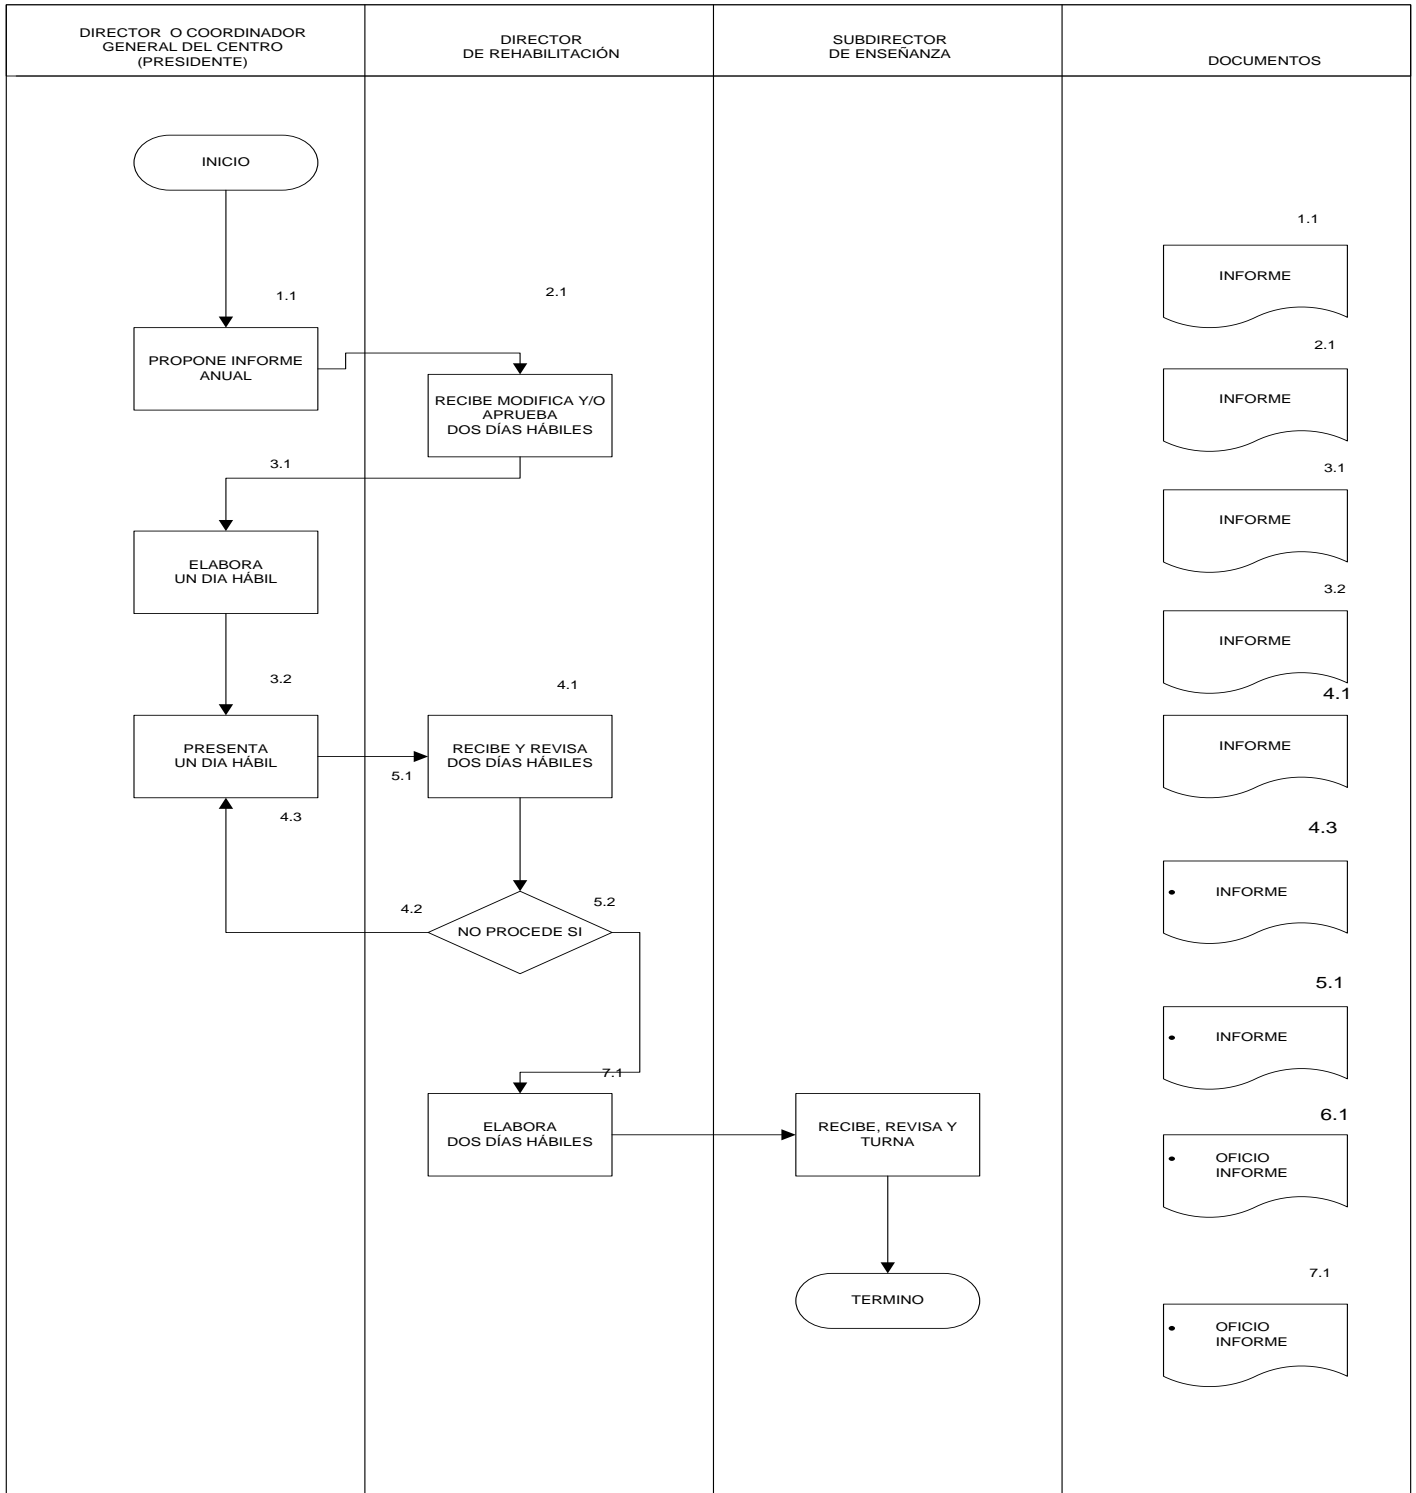 DIRECTOR O COORDINADOR
GENERAL DEL CENTRO
(PRESIDENTE)
DIRECTOR
DE REHABILITACIÓN
SUBDIRECTOR
DE ENSEÑANZA
DOCUMENTOS
INICIO
1.1
INFORME
1.1
2.1
PROPONE INFORME
ANUAL
2.1
RECIBE MODIFICA Y/O
APRUEBA
DOS DÍAS HÁBILES
INFORME
3.1
3.1
ELABORA
UN DIA HÁBIL
INFORME
3.2
INFORME
3.2
4.1
4.1
PRESENTA
UN DIA HÁBIL
5.1
RECIBE Y REVISA
DOS DÍAS HÁBILES
INFORME
4.3
4.3
4.2
5.2
NO PROCEDE SI
• INFORME
5.1
• INFORME
7.1
6.1
ELABORA
DOS DÍAS HÁBILES
RECIBE, REVISA Y
TURNA
• OFICIO
INFORME
7.1
TERMINO
• OFICIO
INFORME